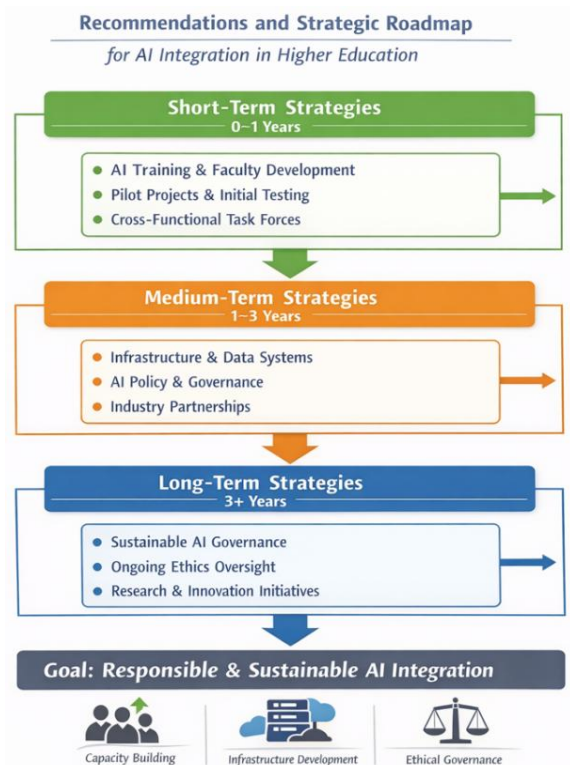 Recommendations and Strategic Roadmap
for AI Integration in Higher Education
Short-Term Strategies
0–1 Years
AI Training & Faculty Development
Pilot Projects & Initial Testing
Cross-Functional Task Forces
Medium-Term Strategies
1–3 Years
Infrastructure & Data Systems
AI Policy & Governance
Industry Partnerships
Long-Term Strategies
3+ Years
Sustainable AI Governance
Ongoing Ethics Oversight
Research & Innovation Initiatives
Goal: Responsible & Sustainable AI Integration
Capacity Building
Infrastructure Development
Ethical Governance